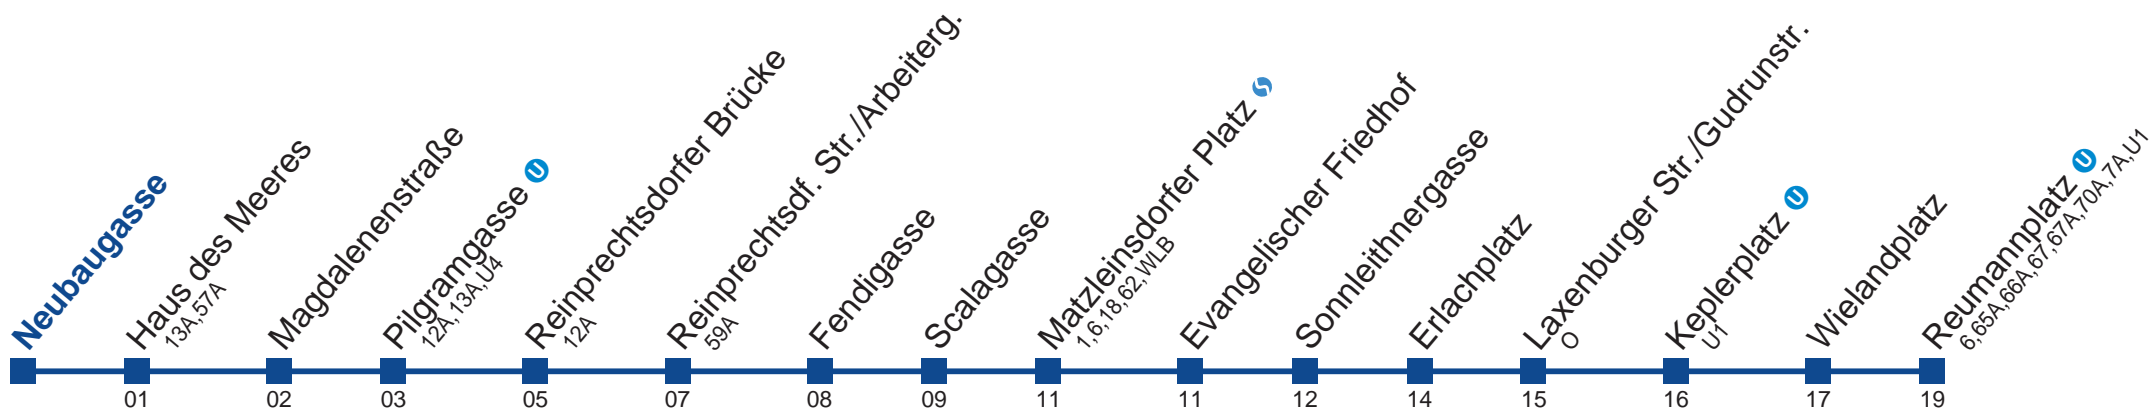 Neubaugasse
Haus des Meeres
13A,57A
Magdalenenstraße
Pilgramgasse U
12A,13A,U4
Reinprechtsdorfer Brücke
12A
Reinprechtsdf. Str./Arbeiterg.
59A
Fendigasse
Scalagasse
Matzleinsdorfer Platz S
1,6,18,62,WLB
Evangelischer Friedhof
Sonnleithnergasse
Erlachplatz
Laxenburger Str./Gudrunstr.
O
Keplerplatz U
U1
Wielandplatz
Reumannplatz U
6,65A,66A,67,67A,70A,7A,U1
01 02 03 05 07 08 09 11 11 12 14 15 16 17 19